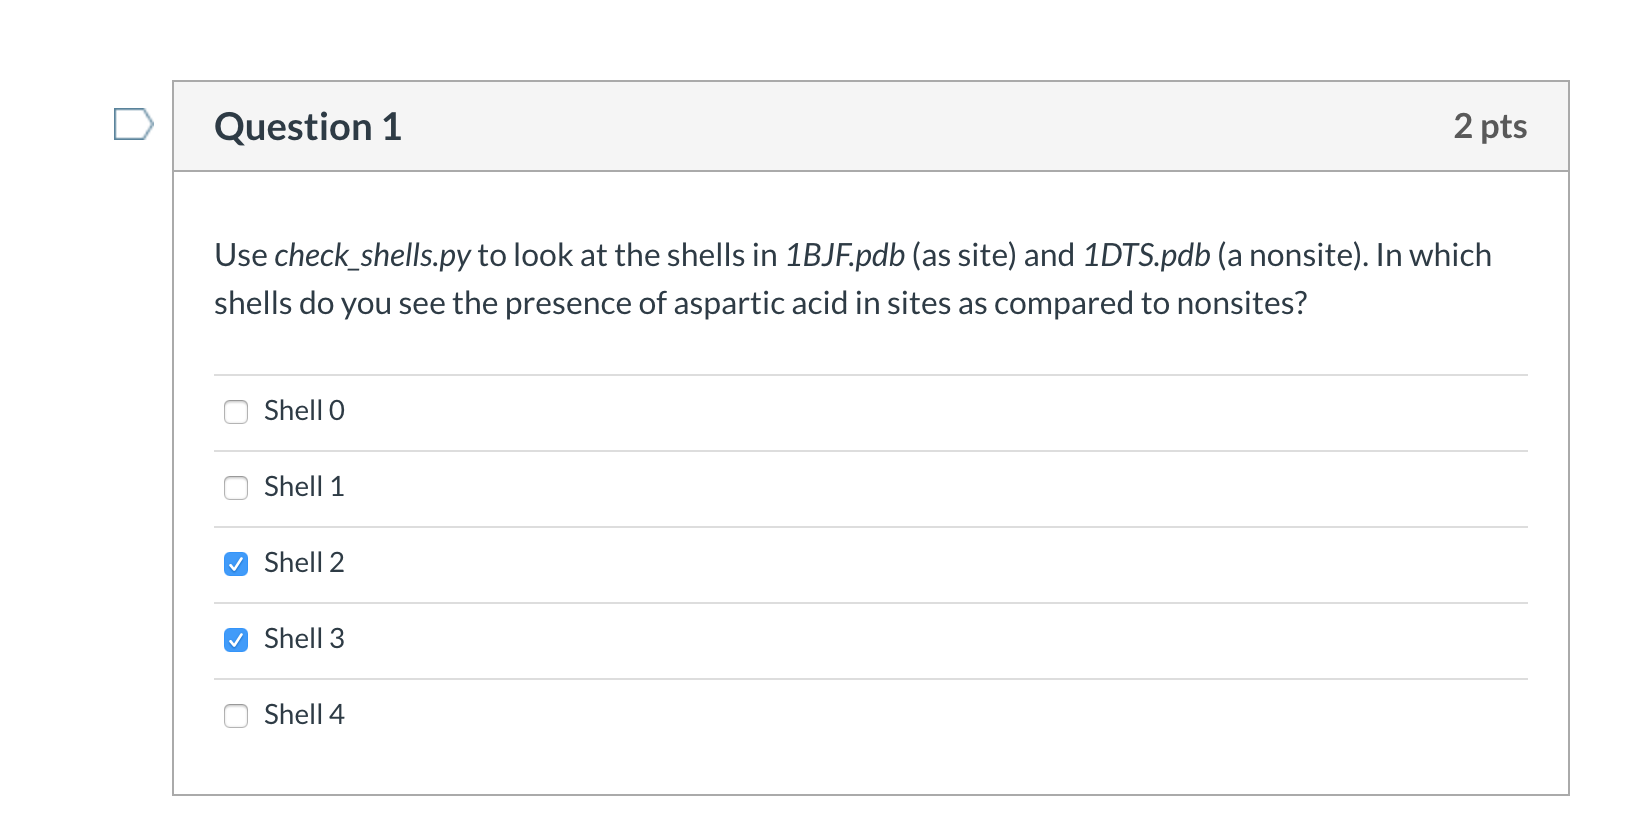 Question 1
2 pts
Use check_shells.py to look at the shells in 1BJF.pdb (as site) and 1DTS.pdb (a nonsite). In which
shells do you see the presence of aspartic acid in sites as compared to nonsites?
Shell 0
Shell 1
Shell 2
Shell 3
Shell 4